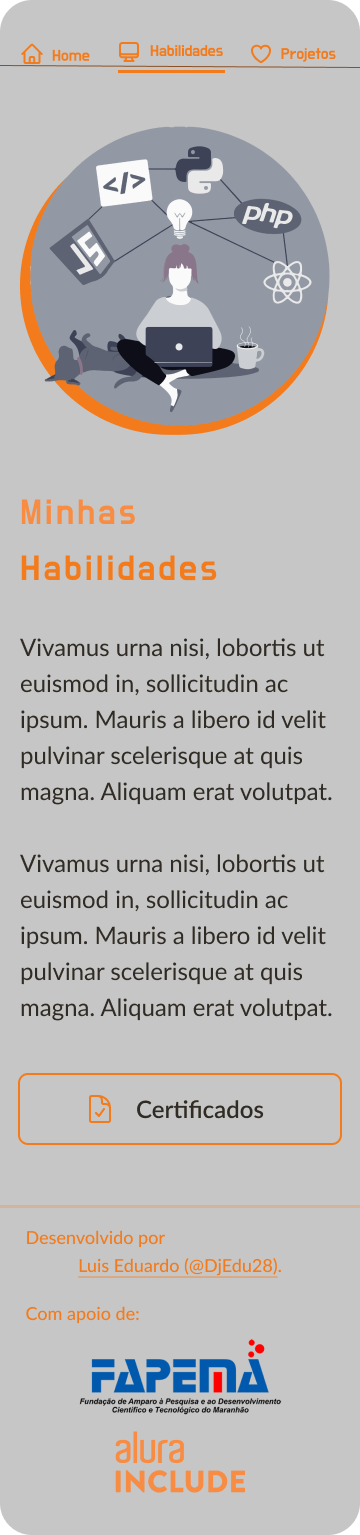 Home Habilidades Projetos
</>
JS
php
Minhas
Habilidades
Vivamus urna nisi, lobortis ut
euismod in, sollicitudin ac
ipsum. Mauris a libero id velit
pulvinar scelerisque at quis
magna. Aliquam erat volutpat.
Vivamus urna nisi, lobortis ut
euismod in, sollicitudin ac
ipsum. Mauris a libero id velit
pulvinar scelerisque at quis
magna. Aliquam erat volutpat.
Certificados
Desenvolvido por
Luis Eduardo (@DjEdu28).
Com apoio de:
FAPEMA
Fundação de Amparo à Pesquisa e ao Desenvolvimento
Científico e Tecnológico do Maranhão
alura
INCLUDE